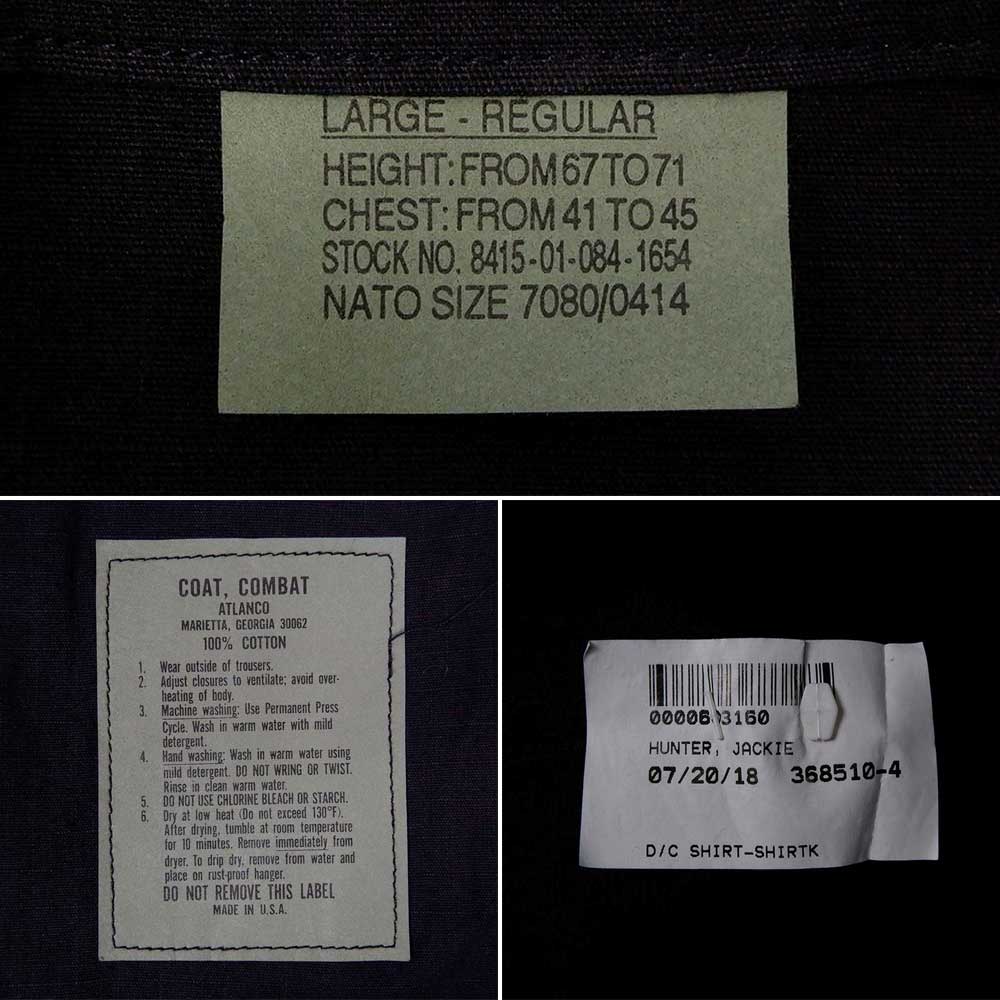 LARGE - REGULAR
HEIGHT: FROM 67 TO 71
CHEST: FROM 41 TO 45
STOCK NO. 8415-01-084-1654
NATO SIZE 7080/0414
COAT, COMBAT
ATLANCO
MARIETTA, GEORGIA 30062
100% COTTON
1. Wear outside of trousers.
2. Adjust closures to ventilate; avoid over-
heating of body.
3. Machine washing: Use Permanent Press
Cycle. Wash in warm water with mild
detergent.
4. Hand washing: Wash in warm water using
mild detergent. DO NOT WRING OR TWIST.
Rinse in clean warm water.
5. DO NOT USE CHLORINE BLEACH OR STARCH.
6. Dry at low heat (Do not exceed 130°F).
After drying, tumble at room temperature
for 10 minutes. Remove immediately from
dryer. To drip dry, remove from water and
place on rust-proof hanger.
DO NOT REMOVE THIS LABEL
MADE IN U.S.A.
HUNTER, JACKIE
07/20/18 368510-4
D/C SHIRT-SHIRTK